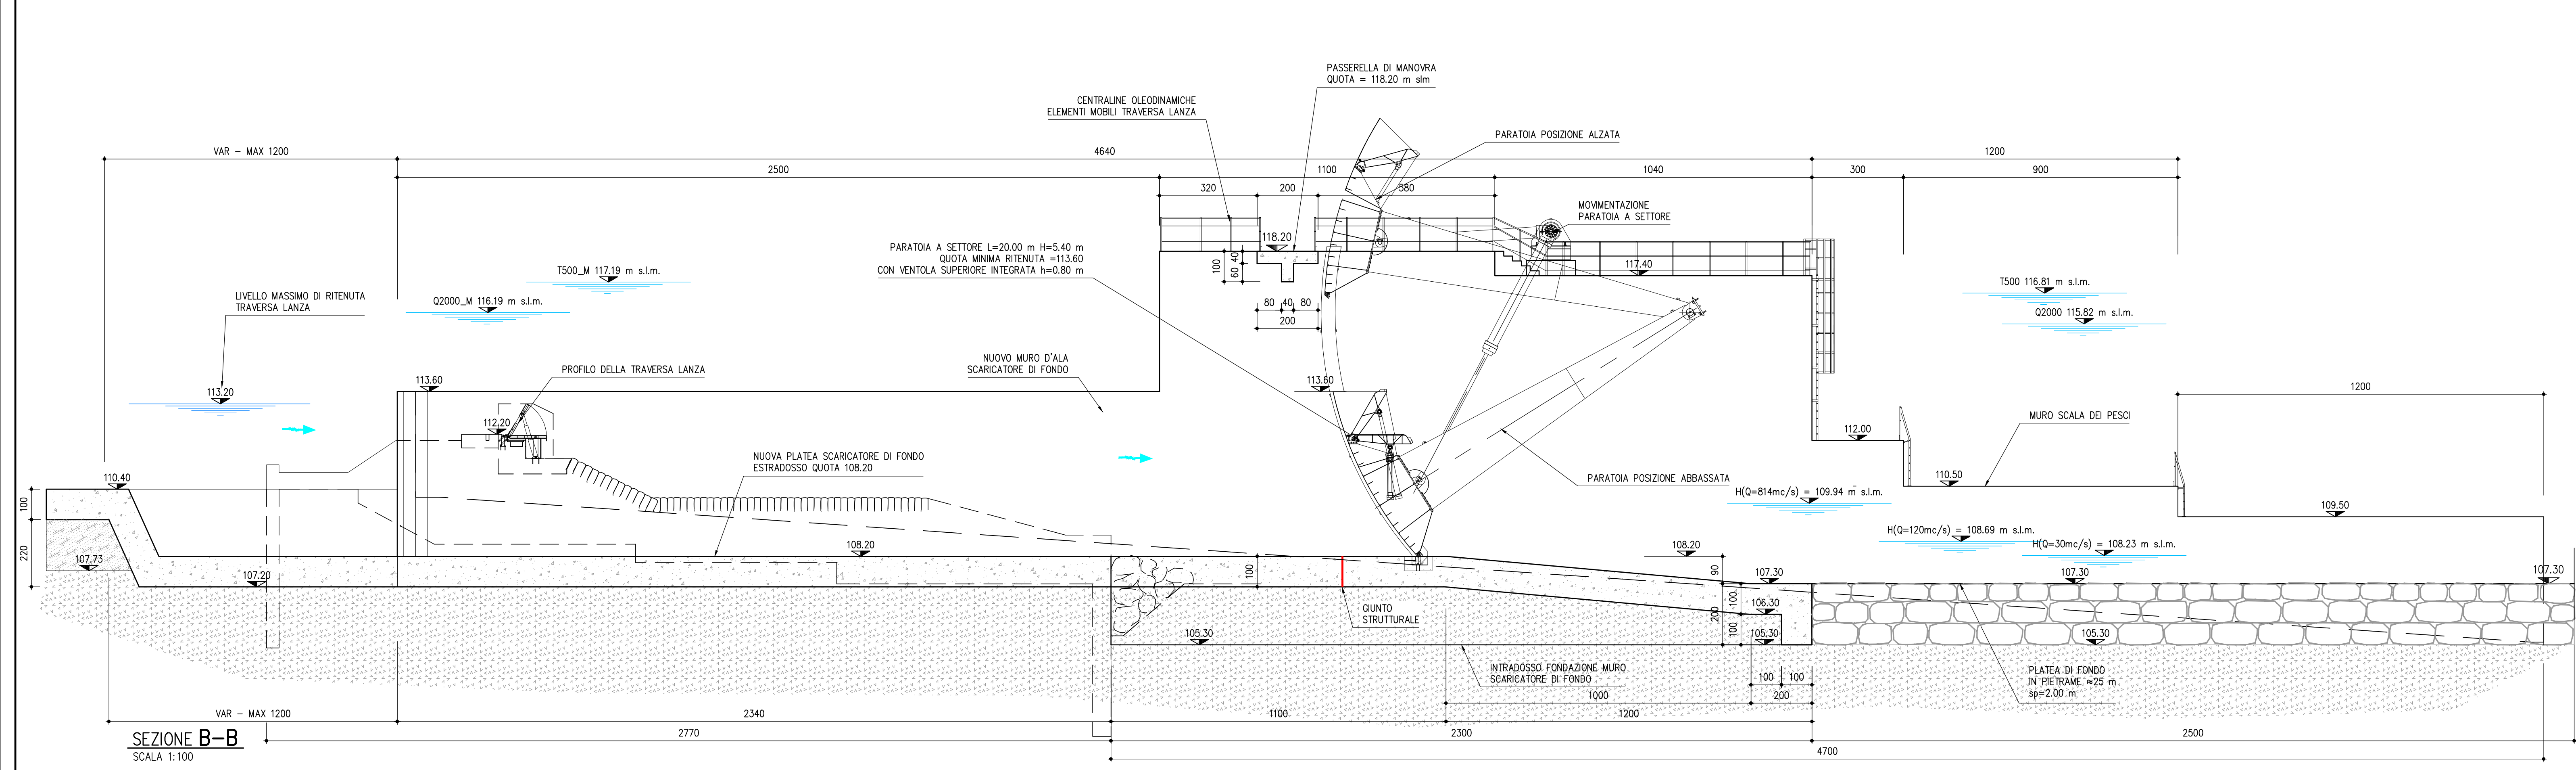 PASSERELLA DI MANOVRA
QUOTA = 118.20 m slm
CENTRALINE OLEODINAMICHE
ELEMENTI MOBILI TRAVERSA LANZA
PARATOIA POSIZIONE ALZATA
VAR - MAX 1200
4640
1200
2500
1100
1040
300
900
320
200
580
MOVIMENTAZIONE
PARATOIA A SETTORE
118.20
PARATOIA A SETTORE L=20.00 m H=5.40 m
QUOTA MINIMA RITENUTA =113.60
CON VENTOLA SUPERIORE INTEGRATA h=0.80 m
100
40
60
117.40
T500_M 117.19 m s.l.m.
T500 116.81 m s.l.m.
LIVELLO MASSIMO DI RITENUTA
TRAVERSA LANZA
Q2000_M 116.19 m s.l.m.
80
40
80
200
Q2000 115.82 m s.l.m.
NUOVO MURO D'ALA
SCARICATORE DI FONDO
PROFILO DELLA TRAVERSA LANZA
113.20
113.60
113.60
1200
112.20
MURO SCALA DEI PESCI
112.00
NUOVA PLATEA SCARICATORE DI FONDO
ESTRADOSSO QUOTA 108.20
110.40
PARATOIA POSIZIONE ABBASSATA
110.50
H(Q=814mc/s) = 109.94 m s.l.m.
109.50
100
220
H(Q=120mc/s) = 108.69 m s.l.m.
H(Q=30mc/s) = 108.23 m s.l.m.
107.73
108.20
108.20
107.20
100
90
107.30
107.30
107.30
200
100
100
106.30
GIUNTO
STRUTTURALE
105.30
105.30
105.30
INTRADOSSO FONDAZIONE MURO
SCARICATORE DI FONDO
PLATEA DI FONDO
IN PIETRAME ≈25 m
sp=2.00 m
100
100
1000
200
VAR - MAX 1200
2340
1100
1200
2770
2300
2500
4700
SEZIONE B-B
SCALA 1:100